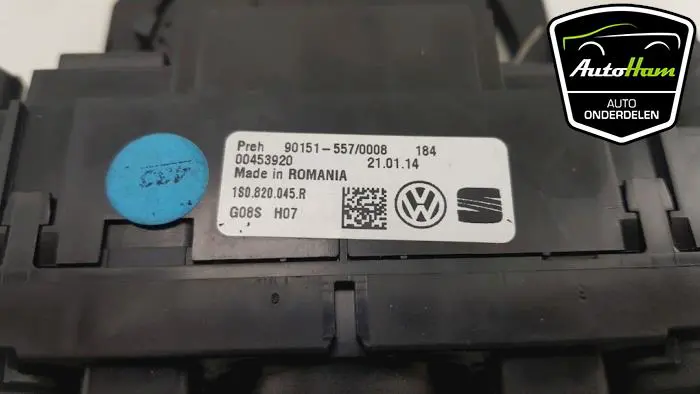 AutoHam
AUTO
ONDERDELEN
Preh 90151-557/0008 184
00453920 21.01.14
Made in ROMANIA
1S0.820.045.R
G08S H07